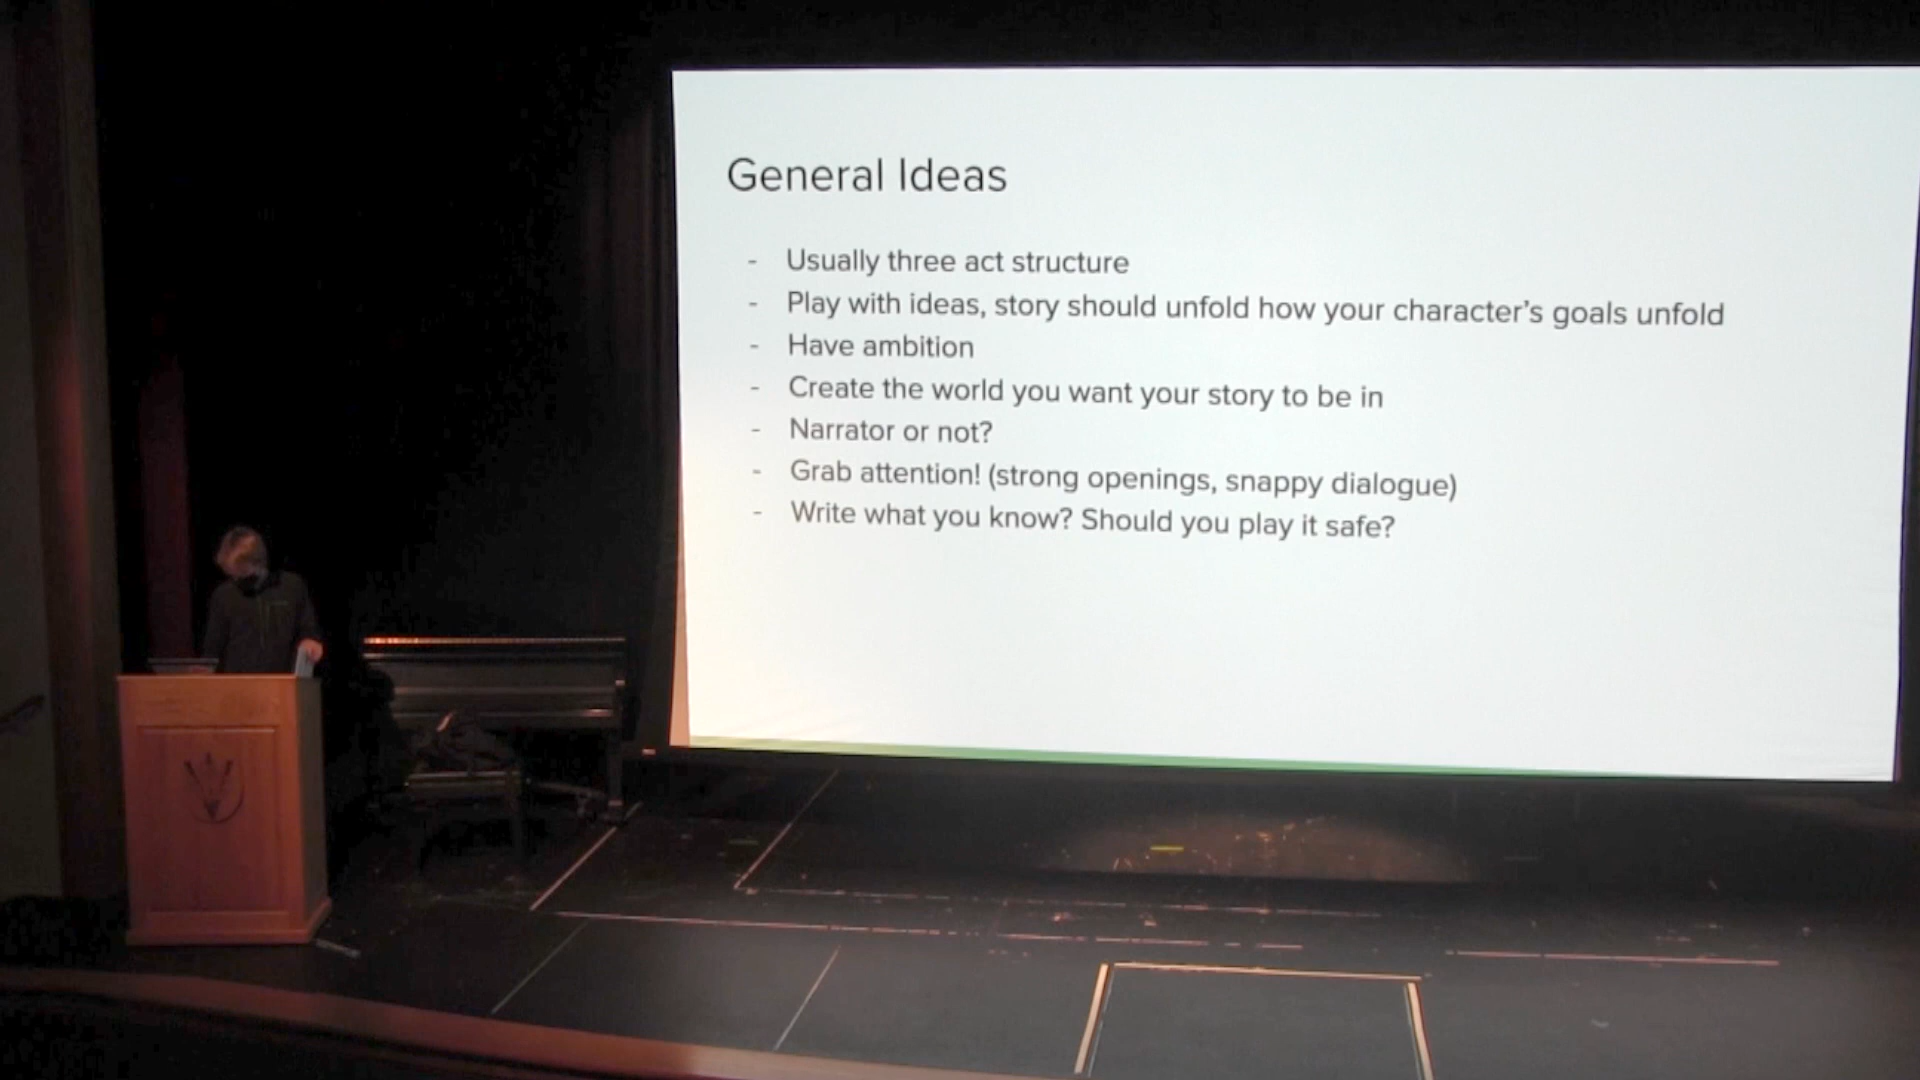 General Ideas
- Usually three act structure
- Play with ideas, story should unfold how your character's goals unfold
- Have ambition
- Create the world you want your story to be in
- Narrator or not?
- Grab attention! (strong openings, snappy dialogue)
- Write what you know? Should you play it safe?